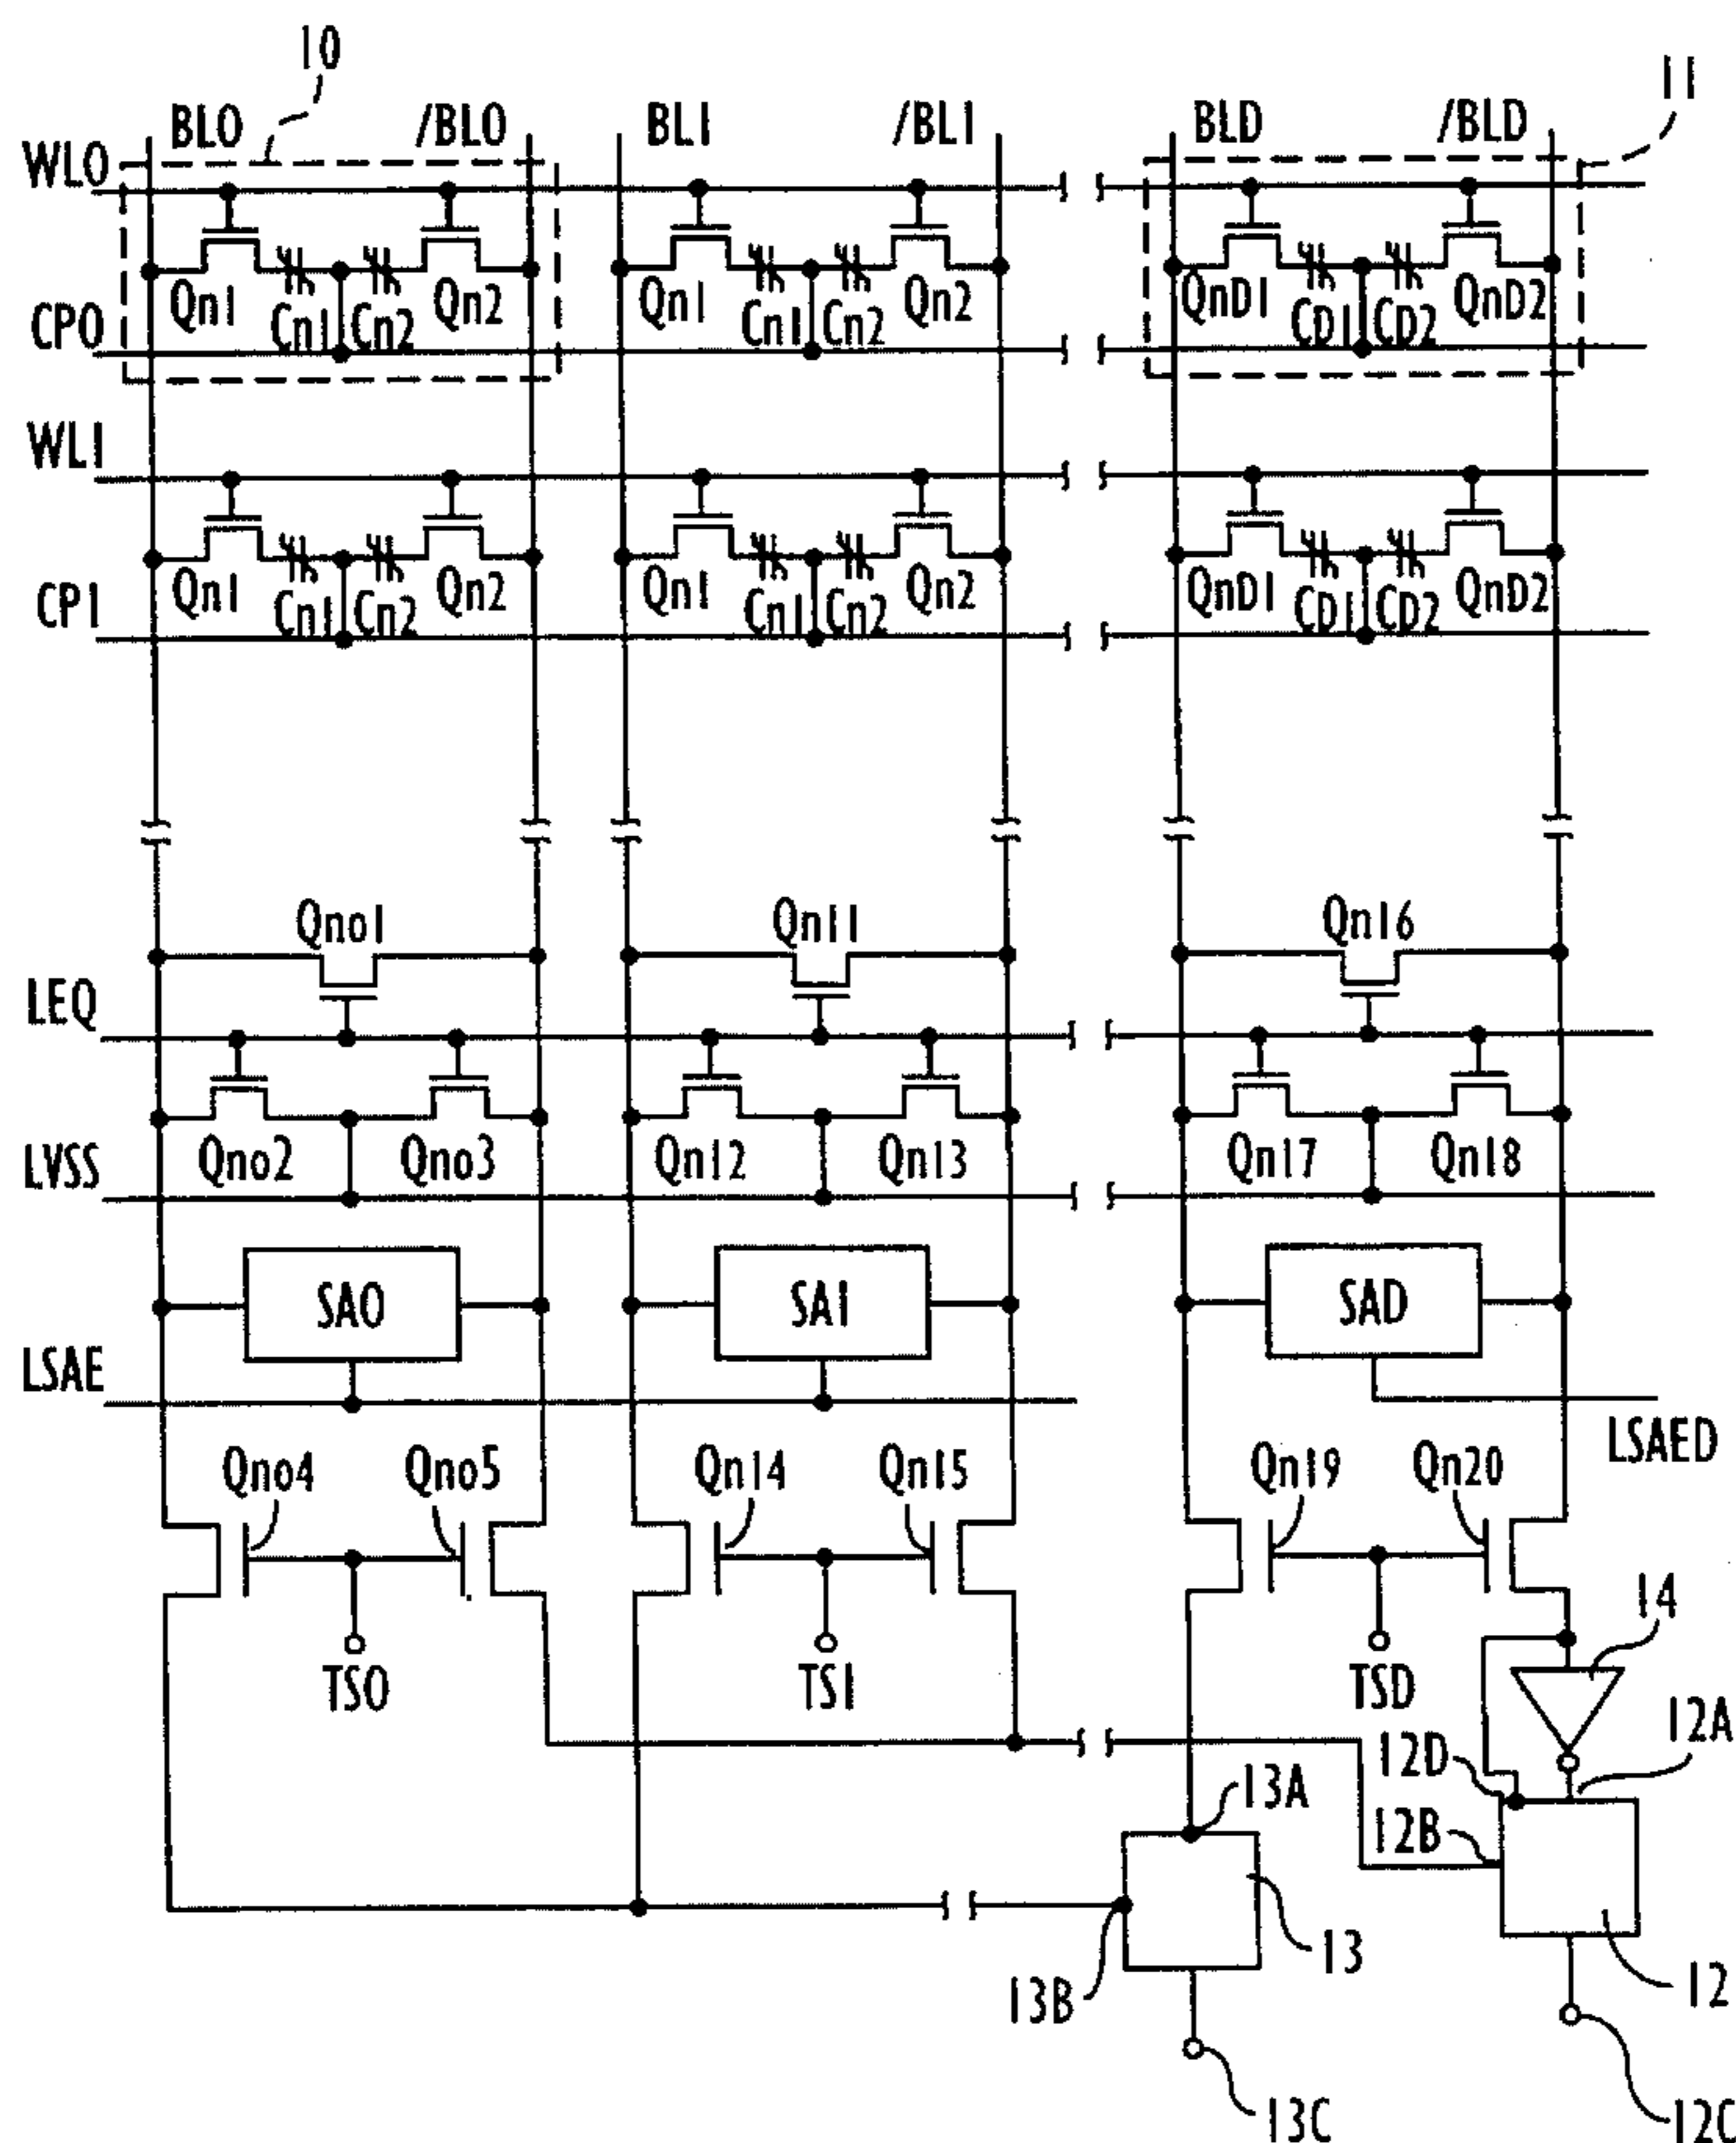 10 11
BL0 /BL0 BL1 /BL1 BLD /BLD
WL0
Qn1 Cn1 Cn2 Qn2 Qn1 Cn1 Cn2 Qn2 QnD1 CD1 CD2 QnD2
CP0
WL1
Qn1 Cn1 Cn2 Qn2 Qn1 Cn1 Cn2 Qn2 QnD1 CD1 CD2 QnD2
CP1
Qno1 Qn11 Qn16
LEQ
Qno2 Qno3 Qn12 Qn13 Qn17 Qn18
LVSS
SA0 SA1 SAD
LSAE
LSAED
Qno4 Qno5 Qn14 Qn15 Qn19 Qn20
14
TS0 TS1 TSD
12A
12D
13A
12B
13
13B
12
13C
12C